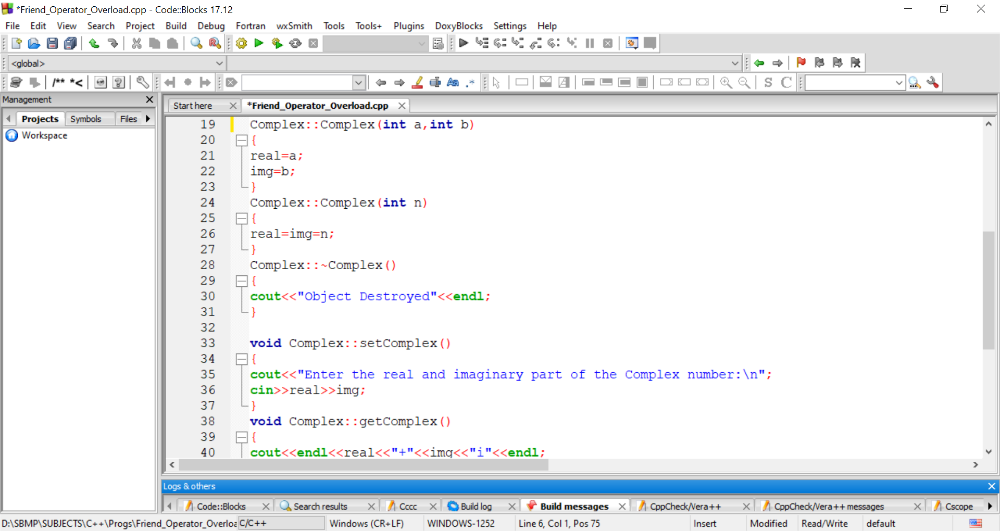 *Friend_Operator_Overload.cpp - Code::Blocks 17.12
File Edit View Search Project Build Debug Fortran wxSmith Tools Tools+ Plugins DoxyBlocks Settings Help
<global>
/** *<
S C
Management
Projects Symbols Files
Workspace
Start here *Friend_Operator_Overload.cpp
19 Complex::Complex(int a,int b)
20 {
21 real=a;
22 img=b;
23 }
24 Complex::Complex(int n)
25 {
26 real=img=n;
27 }
28 Complex::~Complex()
29 {
30 cout<<"Object Destroyed"<<endl;
31 }
32
33 void Complex::setComplex()
34 {
35 cout<<"Enter the real and imaginary part of the Complex number:\n";
36 cin>>real>>img;
37 }
38 void Complex::getComplex()
39 {
40 cout<<endl<<real<<"+"<<img<<"i"<<endl;
Logs & others
Code::Blocks Search results Cccc Build log Build messages CppCheck/Vera++ CppCheck/Vera++ messages Cscope
D:\SBMP\SUBJECTS\C++\Progs\Friend_Operator_Overloa C/C++ Windows (CR+LF) WINDOWS-1252 Line 6, Col 1, Pos 75 Insert Modified Read/Write default